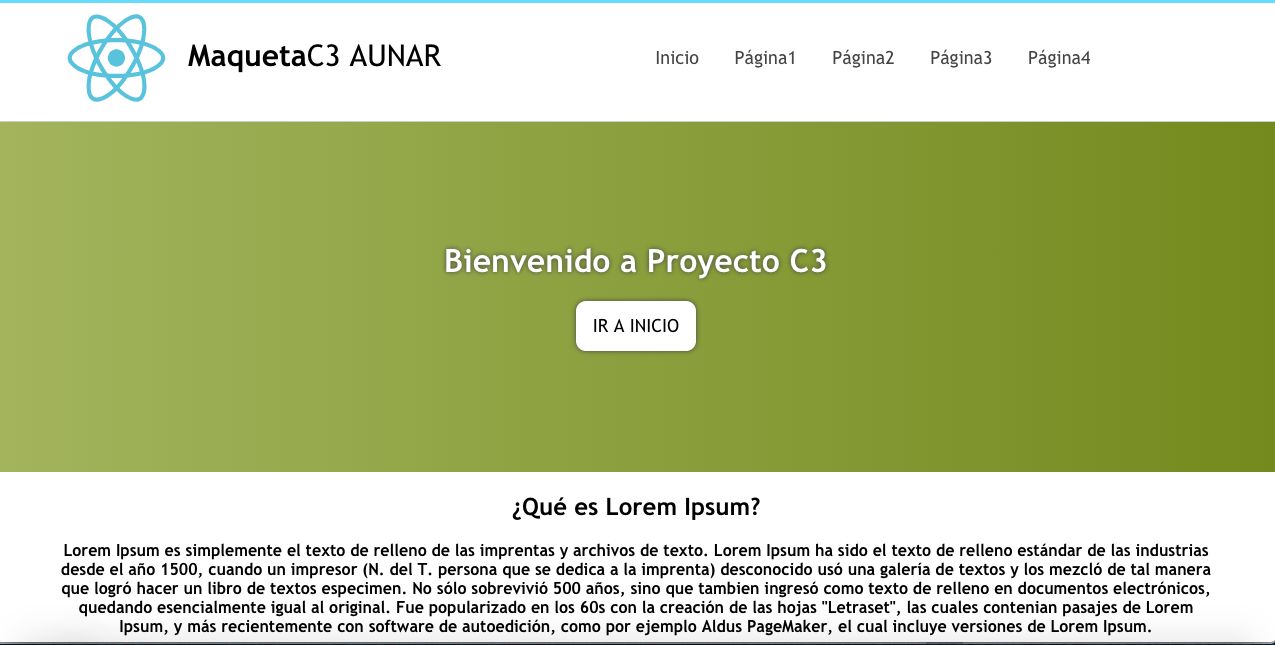 MaquetaC3 AUNAR
Inicio Página1 Página2 Página3 Página4
Bienvenido a Proyecto C3
IR A INICIO
¿Qué es Lorem Ipsum?
Lorem Ipsum es simplemente el texto de relleno de las imprentas y archivos de texto. Lorem Ipsum ha sido el texto de relleno estándar de las industrias
desde el año 1500, cuando un impresor (N. del T. persona que se dedica a la imprenta) desconocido usó una galería de textos y los mezcló de tal manera
que logró hacer un libro de textos especimen. No sólo sobrevivió 500 años, sino que tambien ingresó como texto de relleno en documentos electrónicos,
quedando esencialmente igual al original. Fue popularizado en los 60s con la creación de las hojas "Letraset", las cuales contenian pasajes de Lorem
Ipsum, y más recientemente con software de autoedición, como por ejemplo Aldus PageMaker, el cual incluye versiones de Lorem Ipsum.